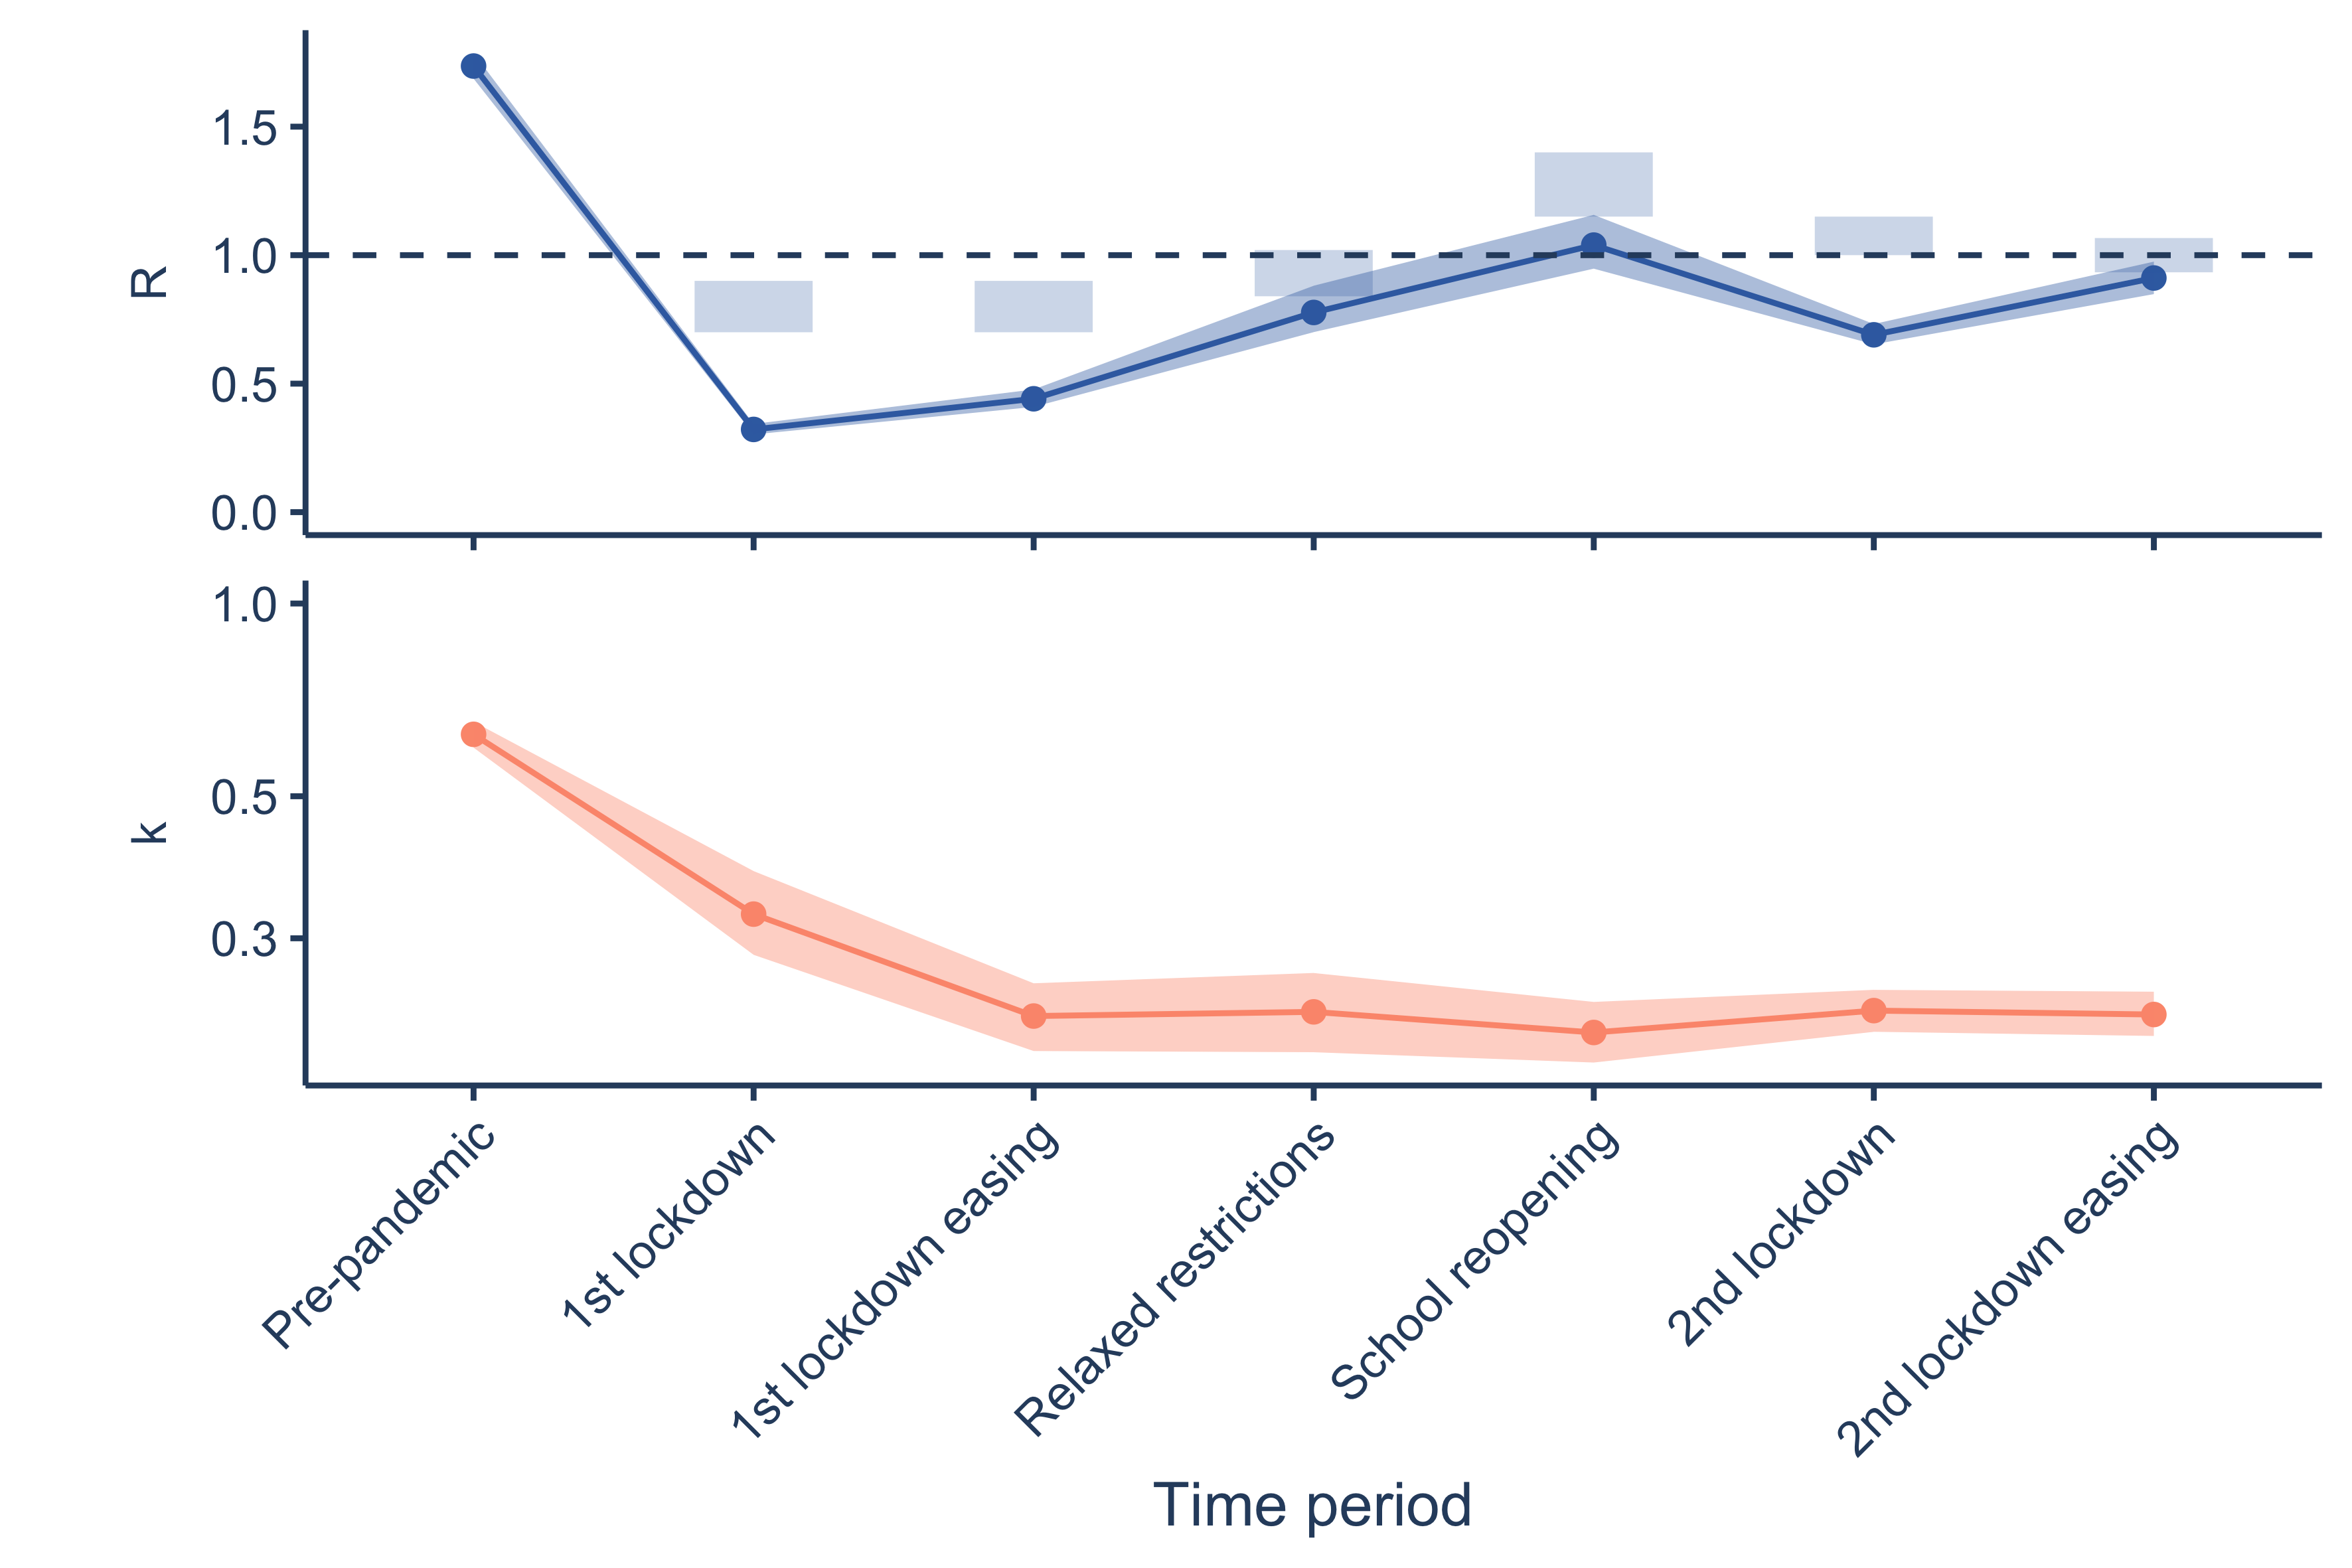 R
1.5
1.0
0.5
0.0
k
1.0
0.5
0.3
Pre-pandemic
1st lockdown
1st lockdown easing
Relaxed restrictions
School reopening
2nd lockdown
2nd lockdown easing
Time period